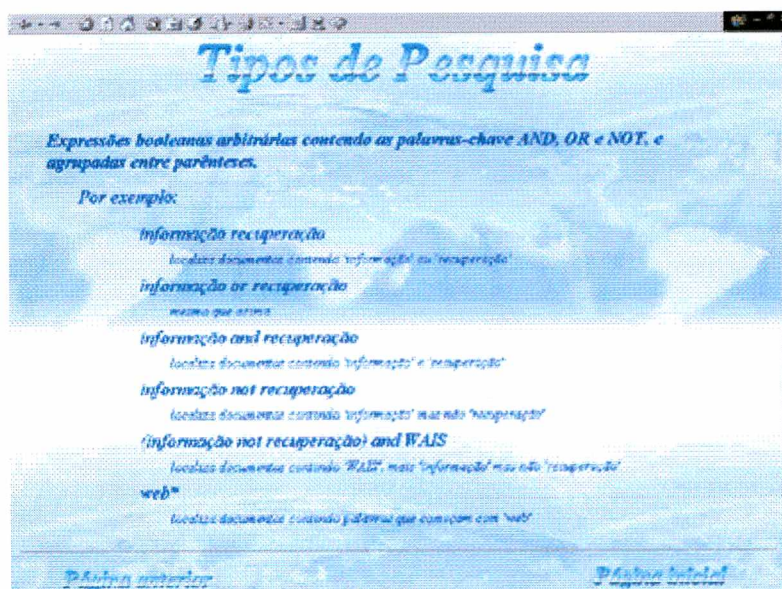 Tipos de Pesquisa
Expressões booleanas arbitrárias contendo as palavras-chave AND, OR e NOT, e
agrupadas entre parênteses.
Por exemplo:
informação recuperação
localiza documentos contendo 'informação' ou 'recuperação'
informação or recuperação
mesmo que acima
informação and recuperação
localiza documentos contendo 'informação' e 'recuperação'
informação not recuperação
localiza documentos contendo 'informação' mas não 'recuperação'
(informação not recuperação) and WAIS
localiza documentos contendo 'WAIS', mais 'informação' mas não 'recuperação'
web*
localiza documentos contendo palavras que começam com 'web'
Página anterior
Página inicial